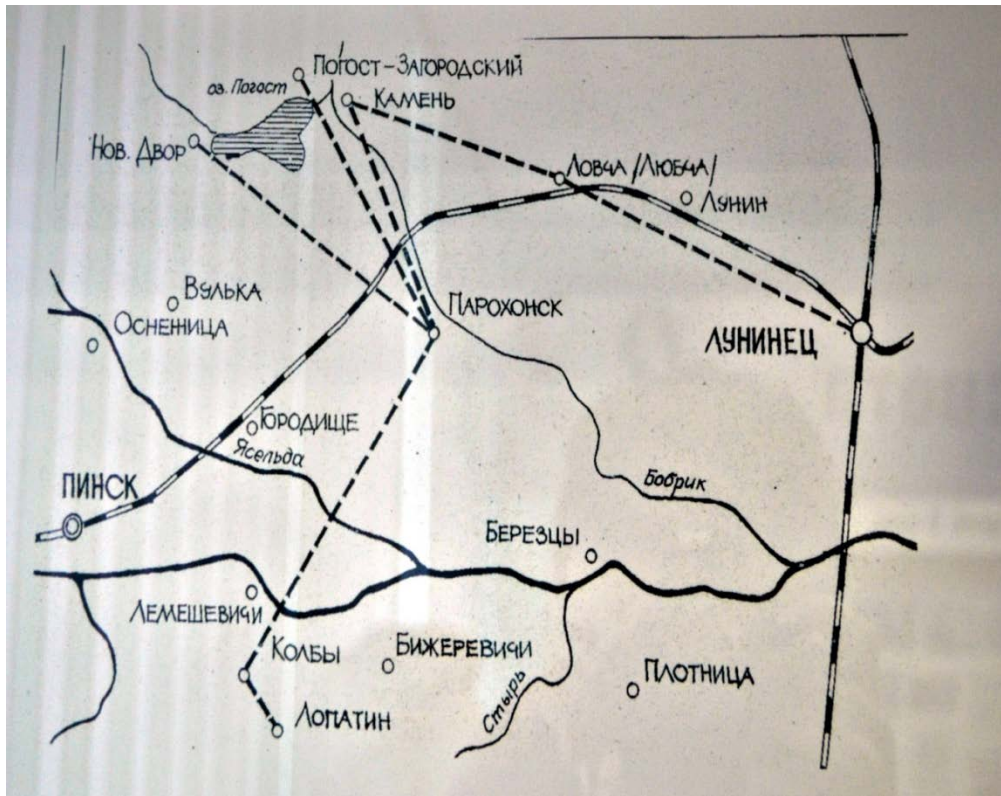 Погост-Загородский
оз. Погост
Камень
Нов. Двор
Ловча /Любча/
Лунин
Вулька
Осненица
Парохонск
ЛУНИНЕЦ
Городище
Ясельда
ПИНСК
Бобрик
Березцы
Лемешевичи
Колбы
Бижеревичи
Плотница
Стырь
Лопатин